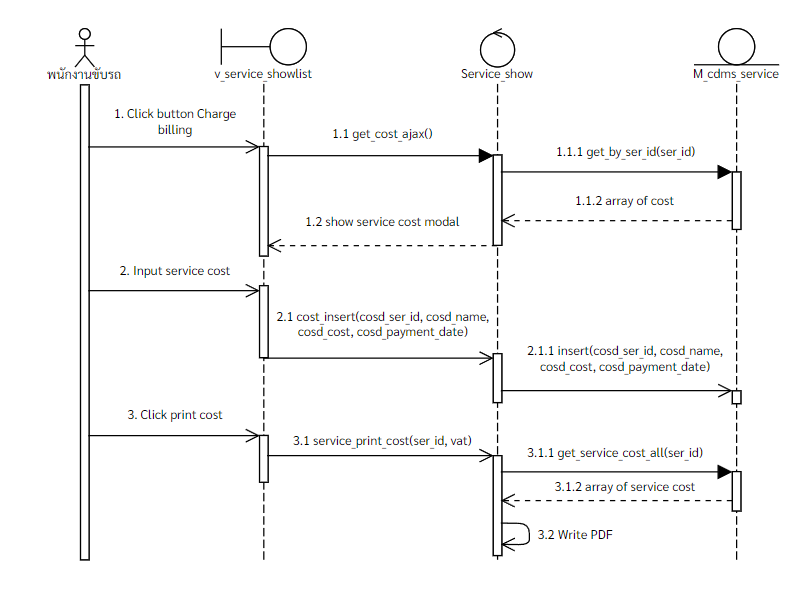 พนักงานขับรถ
v_service_showlist
Service_show
M_cdms_service
1. Click button Charge
billing
1.1 get_cost_ajax()
1.1.1 get_by_ser_id(ser_id)
1.1.2 array of cost
1.2 show service cost modal
2. Input service cost
2.1 cost_insert(cosd_ser_id, cosd_name,
cosd_cost, cosd_payment_date)
2.1.1 insert(cosd_ser_id, cosd_name,
cosd_cost, cosd_payment_date)
3. Click print cost
3.1 service_print_cost(ser_id, vat)
3.1.1 get_service_cost_all(ser_id)
3.1.2 array of service cost
3.2 Write PDF